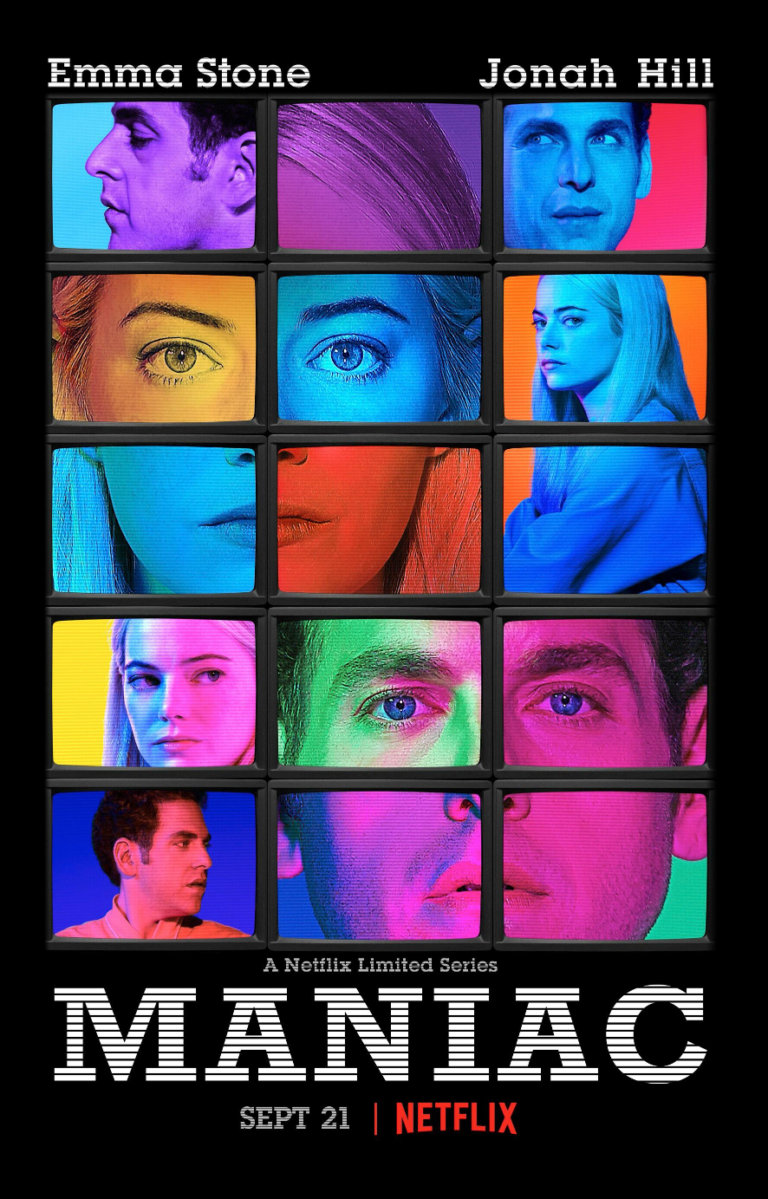 Emma Stone Jonah Hill
A Netflix Limited Series
MANIAC
SEPT 21 | NETFLIX